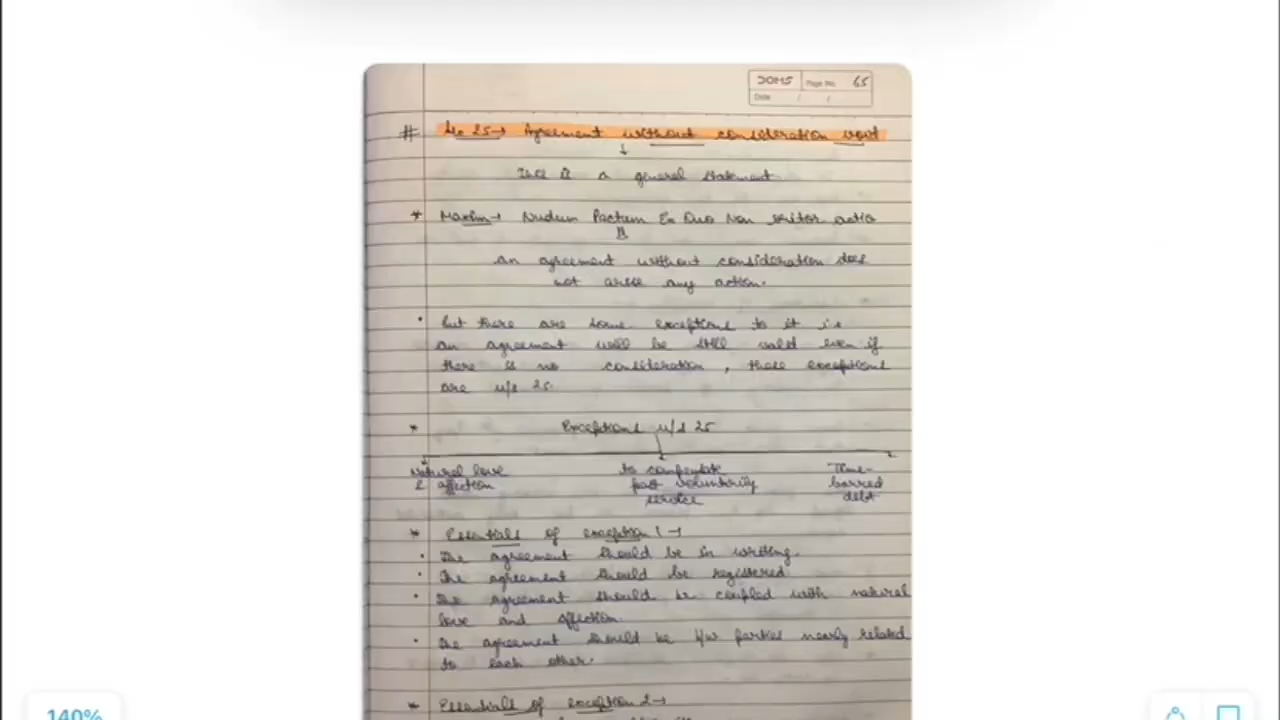 DOMS Page No. 65
Date / /
# Sec 25→ Agreement without consideration void
↓
This is a general statement
* Maxim→ Nudum Pactum Ex Quo Non oritor actio
an agreement without consideration does
not arise any action.
• But there are some exceptions to it i.e
an agreement will be still valid even if
there is no consideration, these exceptions
are u/s 25.
* Exceptions u/s 25
Natural love to compensate Time-
& affection past voluntarily barred
service debt
* Essentials of exception 1→
• The agreement should be in writing.
• The agreement should be registered
• The agreement should be coupled with natural
love and affection.
• The agreement should be b/w parties nearly related
to each other.
* Essentials of exception 2→
140%